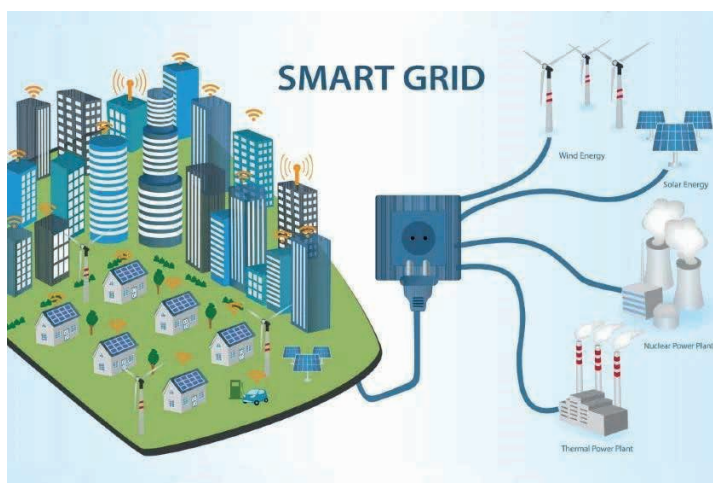 SMART GRID
Wind Energy
Solar Energy
Nuclear Power Plant
Thermal Power Plant